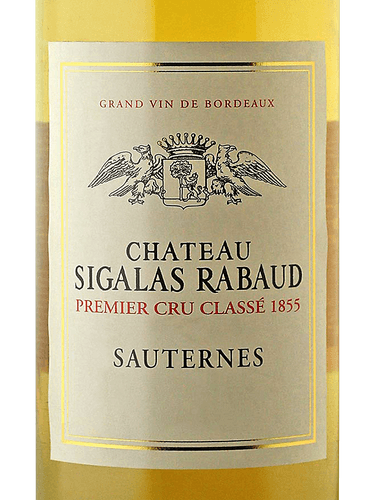 GRAND VIN DE BORDEAUX
CHATEAU
SIGALAS RABAUD
PREMIER CRU CLASSÉ 1855
SAUTERNES